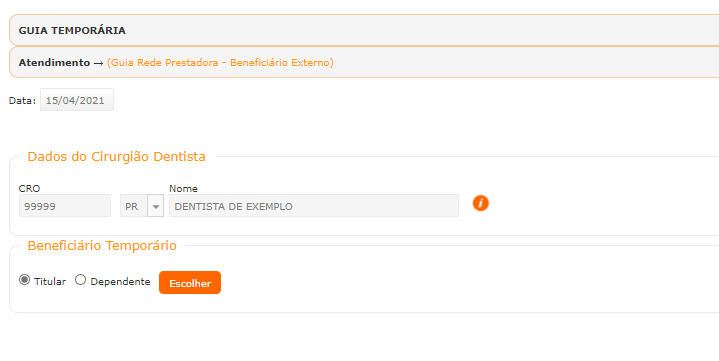 GUIA TEMPORÁRIA
Atendimento → (Guia Rede Prestadora - Beneficiário Externo)
Data: 15/04/2021
Dados do Cirurgião Dentista
CRO Nome
99999 PR DENTISTA DE EXEMPLO i
Beneficiário Temporário
Titular Dependente Escolher